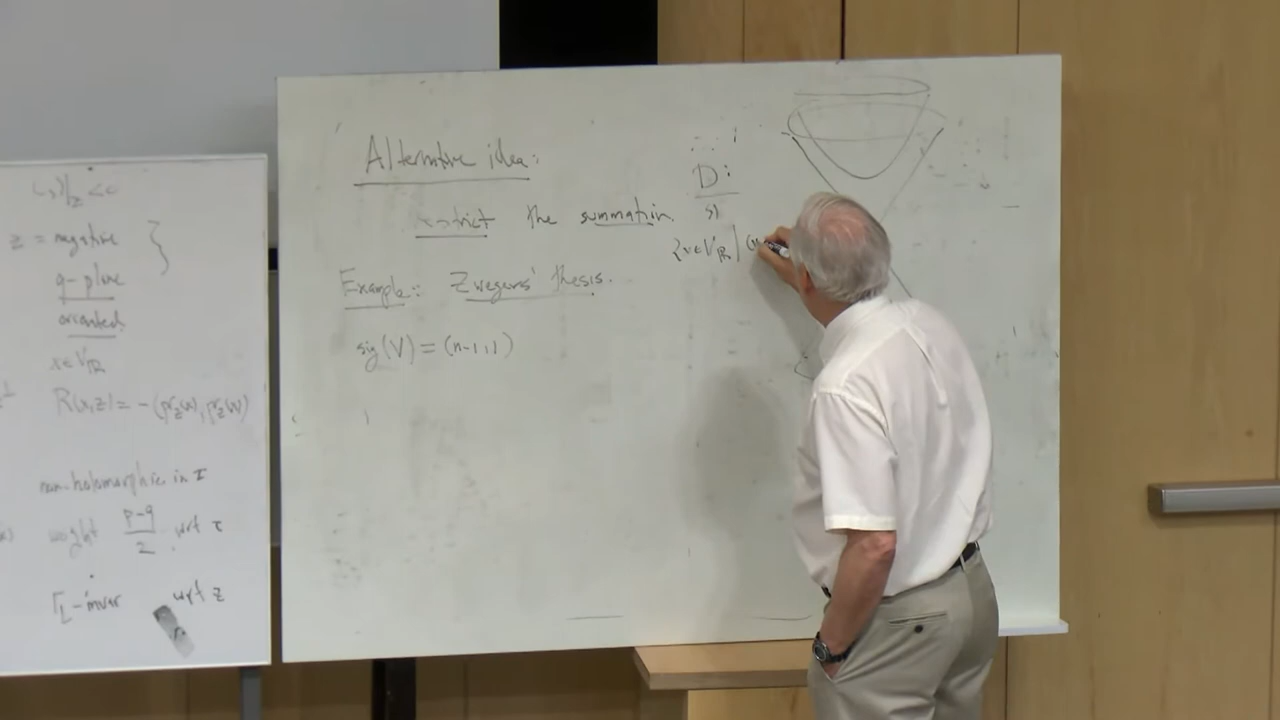 < , >|_z < 0
z = negative }
q-plane
oriented
x ∈ V_ℝ
R(x,z) = -(pr_z(x), pr_z(x))
non-holomorphic in τ
weight (p-q)/2 wrt τ
Γ_L-invar wrt z
Alternative idea:
restrict the summation.
Example: Zwegers' thesis.
sig(V) = (n-1,1)
D:
{x ∈ V_ℝ | (x